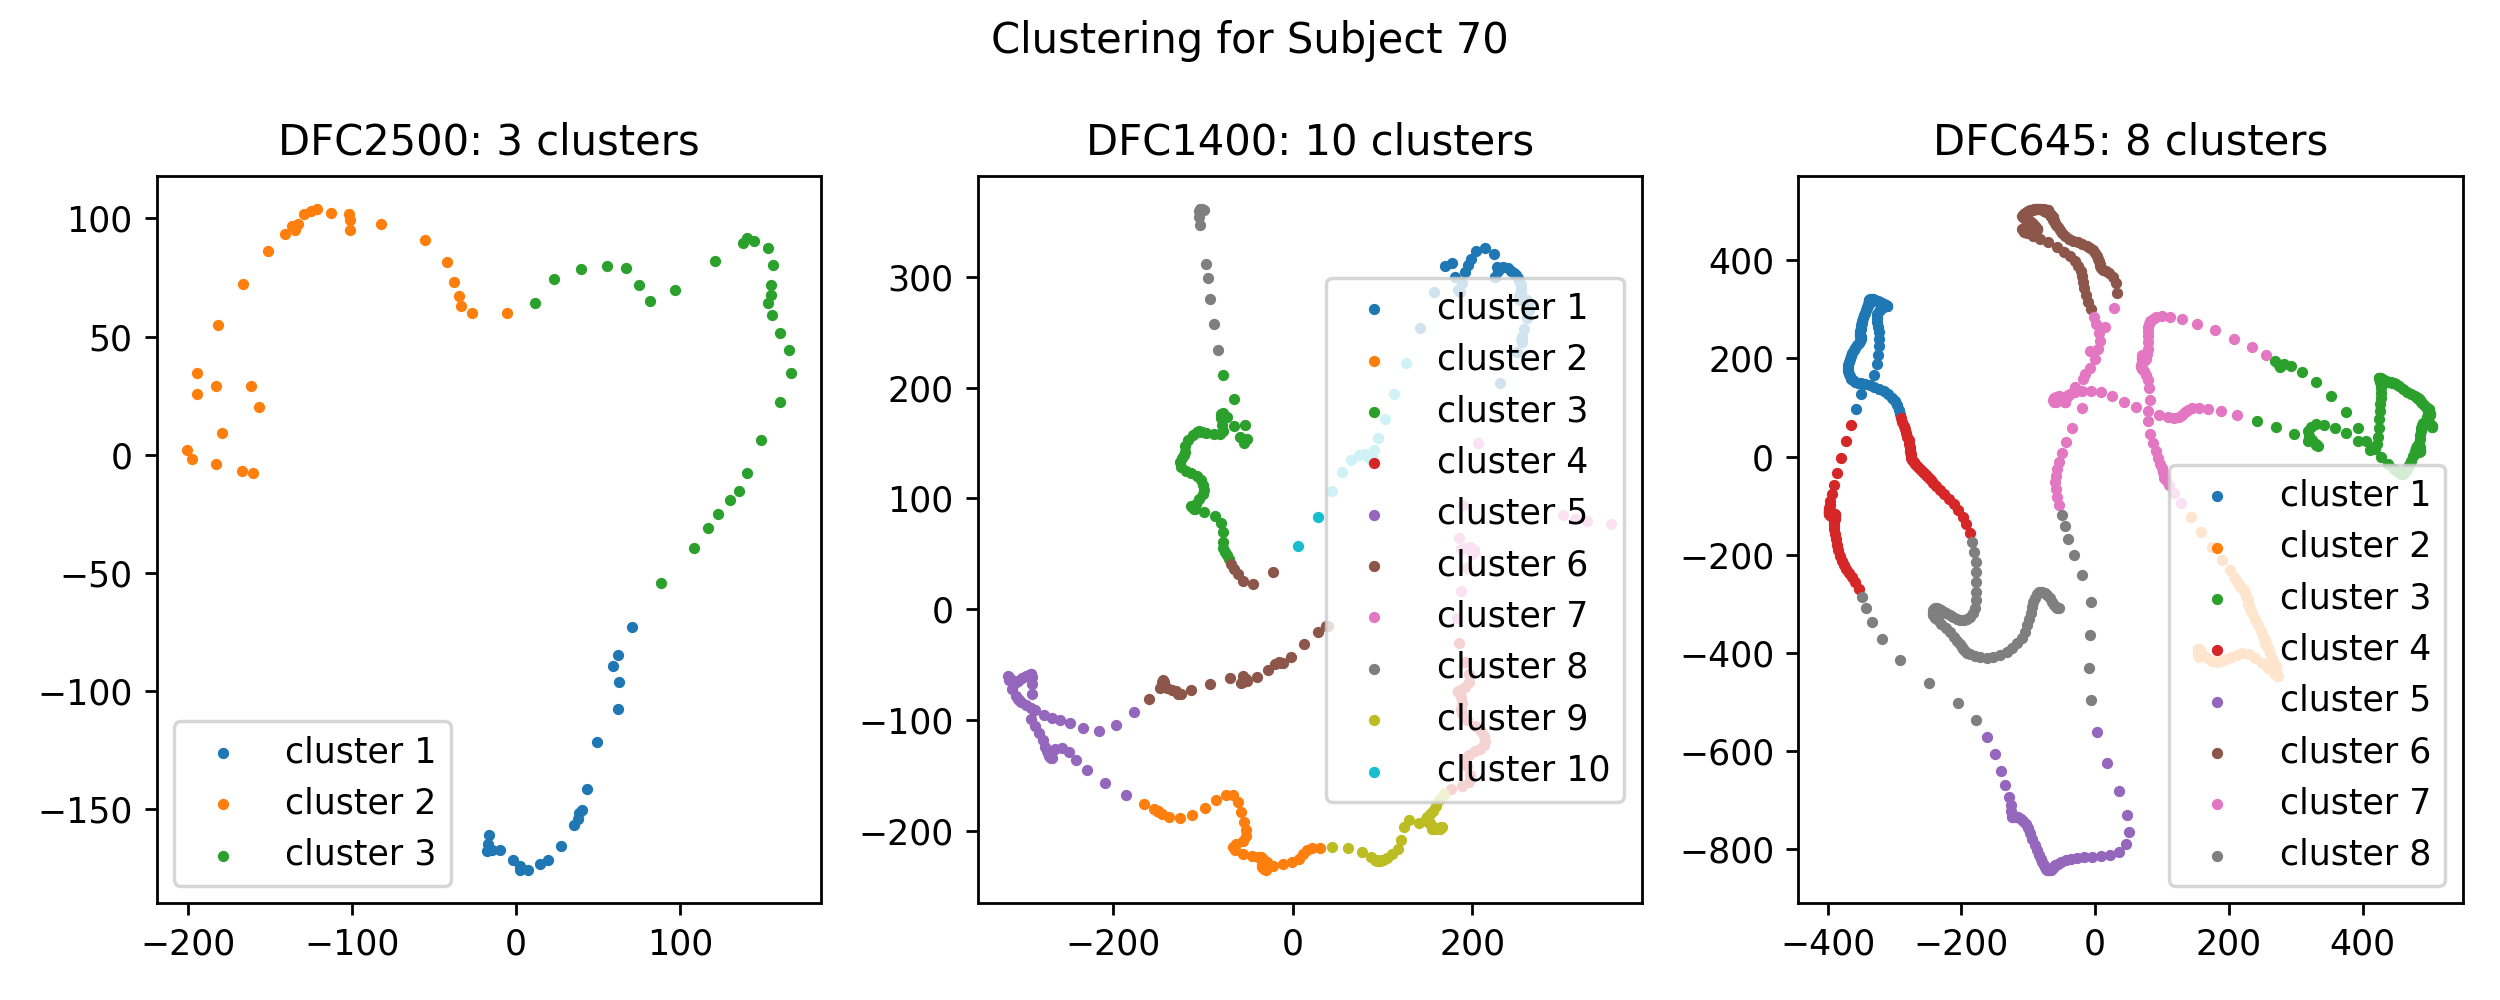 Clustering for Subject 70
DFC2500: 3 clusters
100
50
0
−50
−100
−150
−200
−100
0
100
cluster 1
cluster 2
cluster 3
DFC1400: 10 clusters
300
200
100
0
−100
−200
−200
0
200
cluster 1
cluster 2
cluster 3
cluster 4
cluster 5
cluster 6
cluster 7
cluster 8
cluster 9
cluster 10
DFC645: 8 clusters
400
200
0
−200
−400
−600
−800
−400
−200
0
200
400
cluster 1
cluster 2
cluster 3
cluster 4
cluster 5
cluster 6
cluster 7
cluster 8